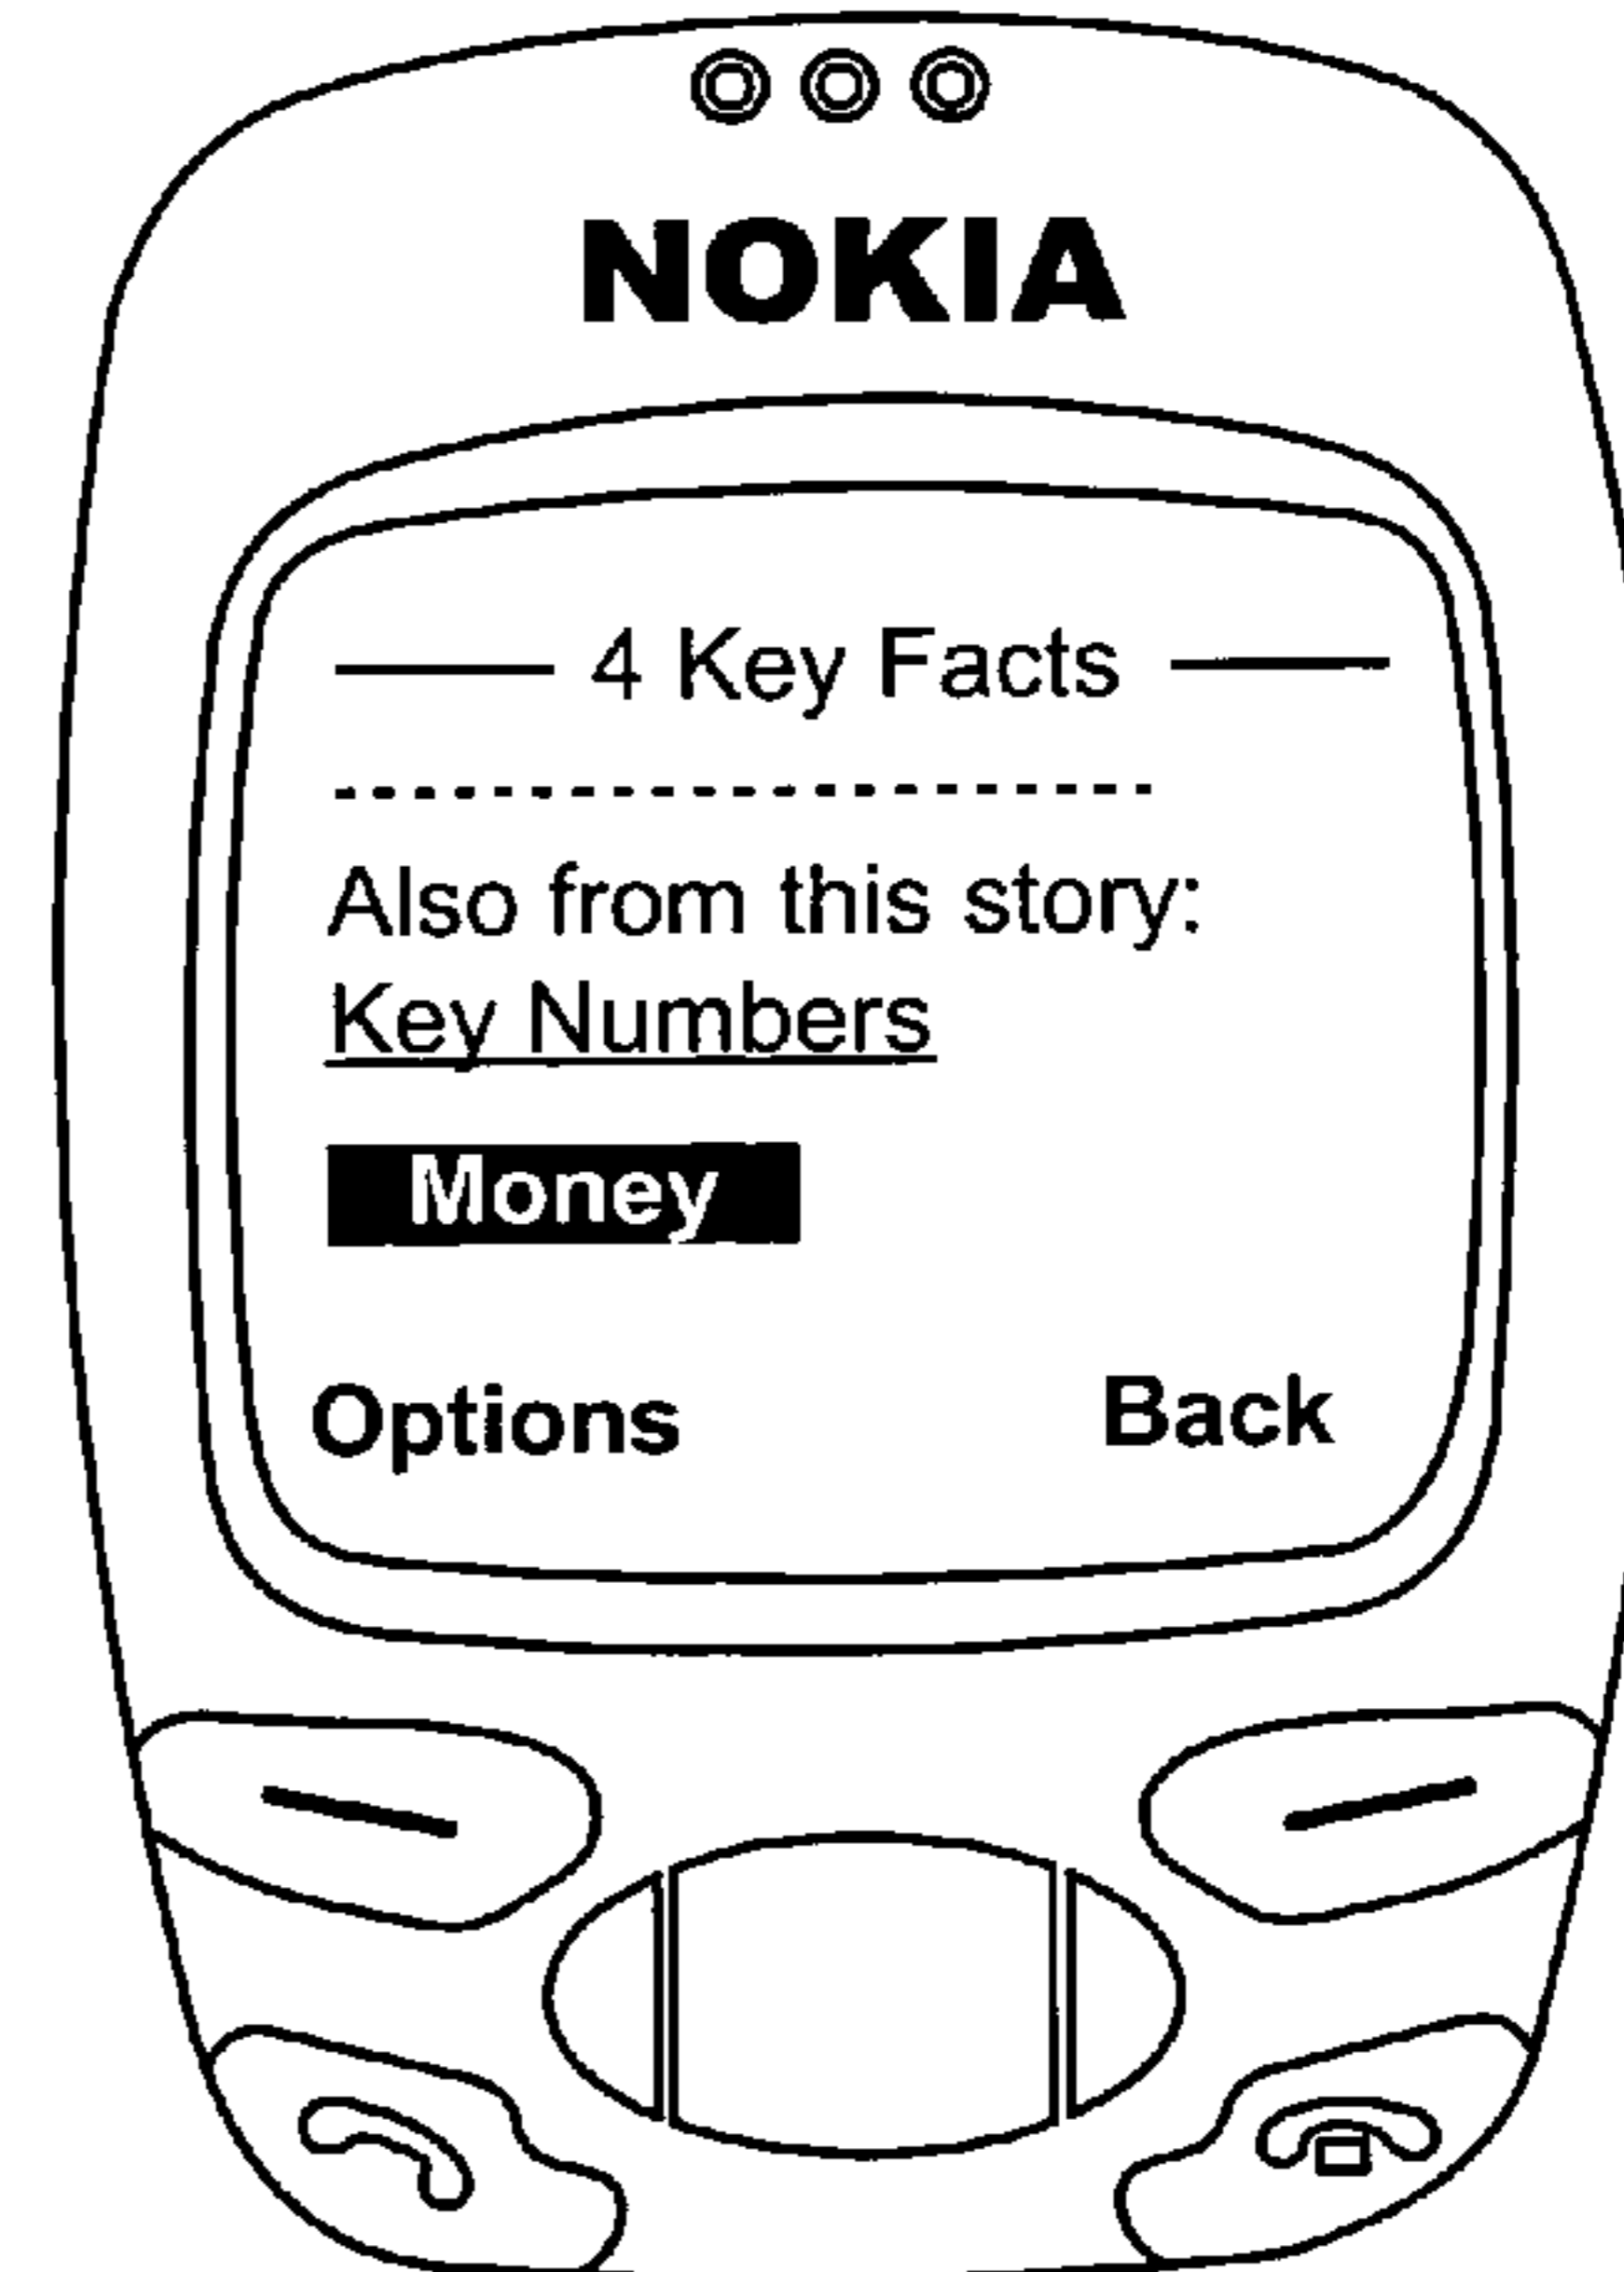 NOKIA
4 Key Facts
Also from this story:
Key Numbers
Money
Options Back